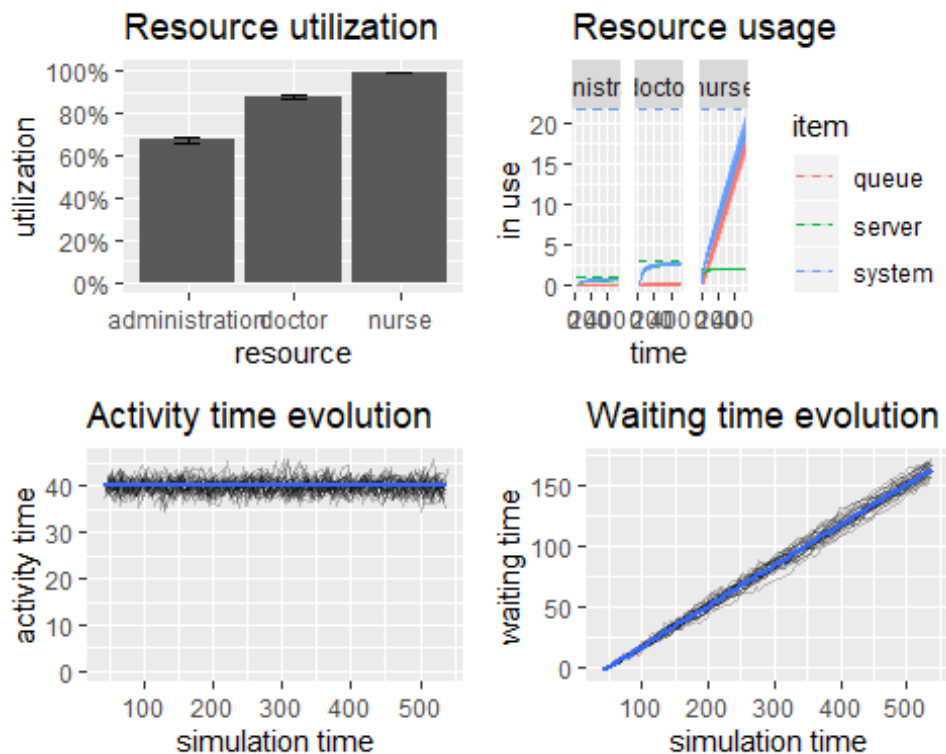 Resource utilization
100%
80%
60%
40%
20%
0%
utilization
administration doctor nurse
resource
Resource usage
nistr docto nurse
20
15
10
5
0
in use
time
item
queue
server
system
Activity time evolution
40
30
20
10
0
activity time
100 200 300 400 500
simulation time
Waiting time evolution
150
100
50
0
waiting time
100 200 300 400 500
simulation time